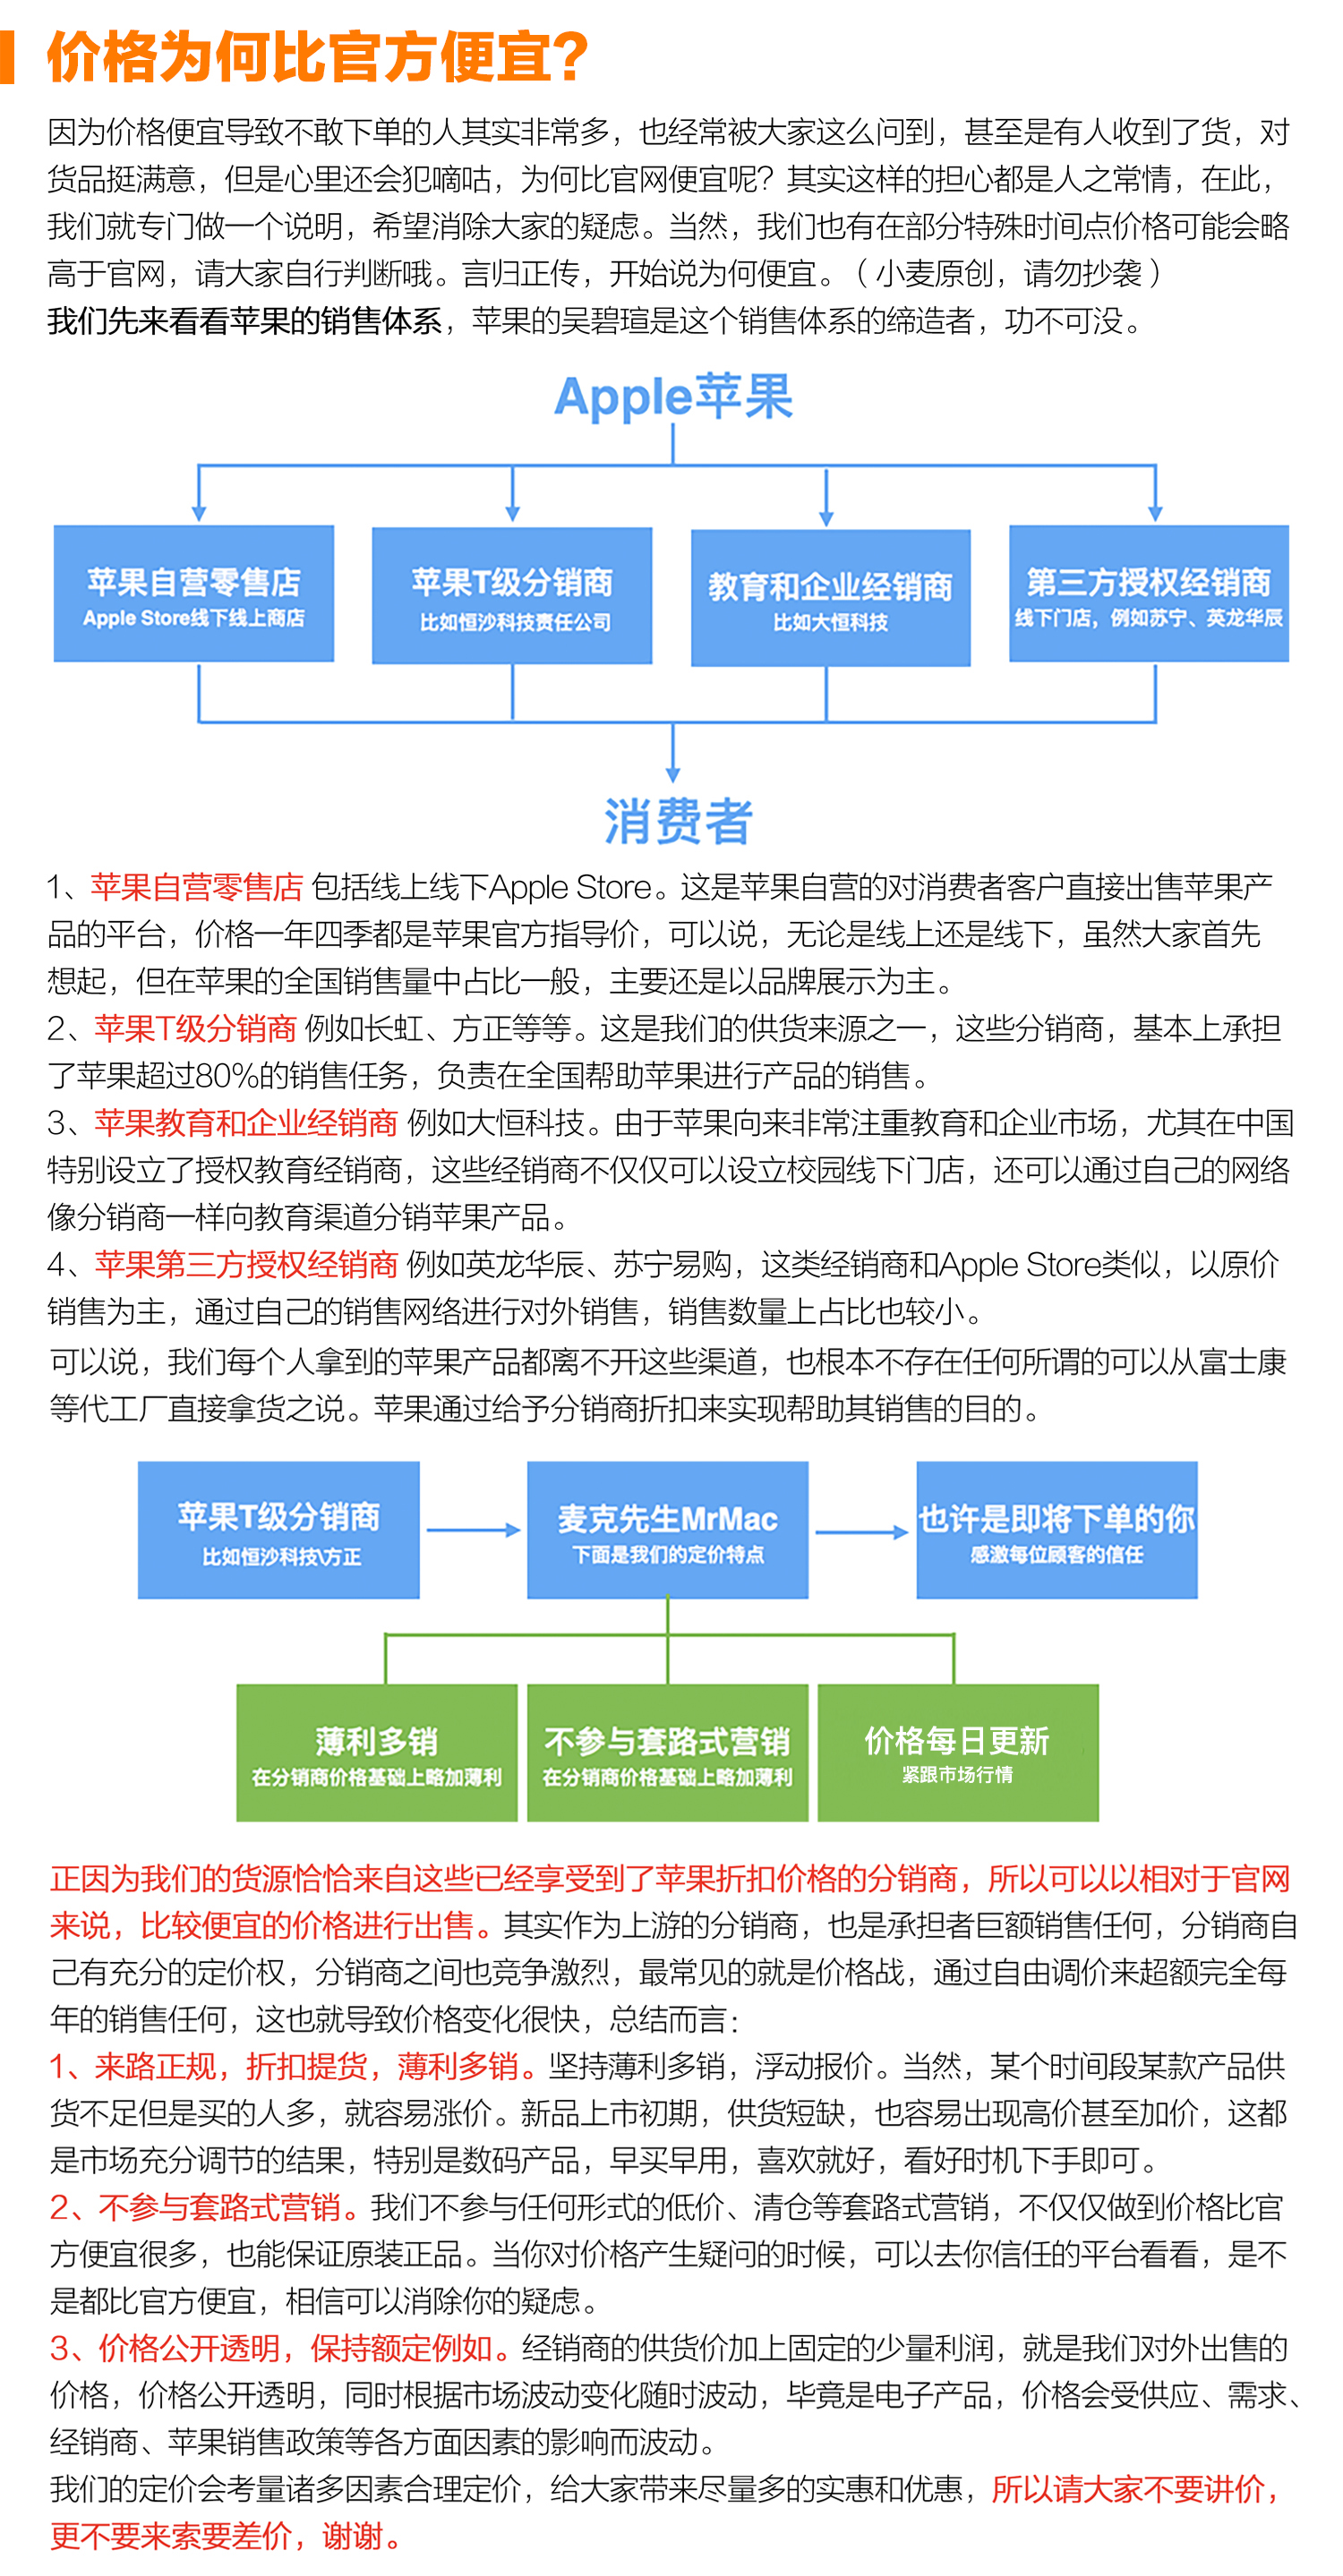 价格为何比官方便宜?
因为价格便宜导致不敢下单的人其实非常多，也经常被大家这么问到，甚至是有人收到了货，对
货品挺满意，但是心里还会犯嘀咕，为何比官网便宜呢？其实这样的担心都是人之常情，在此，
我们就专门做一个说明，希望消除大家的疑虑。当然，我们也有在部分特殊时间点价格可能会略
高于官网，请大家自行判断哦。言归正传，开始说为何便宜。（小麦原创，请勿抄袭）
我们先来看看苹果的销售体系，苹果的吴碧瑄是这个销售体系的缔造者，功不可没。
Apple苹果
苹果自营零售店
Apple Store线下线上商店
苹果T级分销商
比如恒沙科技责任公司
教育和企业经销商
比如大恒科技
第三方授权经销商
线下门店，例如苏宁、英龙华辰
消费者
1、苹果自营零售店 包括线上线下Apple Store。这是苹果自营的对消费者客户直接出售苹果产
品的平台，价格一年四季都是苹果官方指导价，可以说，无论是线上还是线下，虽然大家首先
想起，但在苹果的全国销售量中占比一般，主要还是以品牌展示为主。
2、苹果T级分销商 例如长虹、方正等等。这是我们的供货来源之一，这些分销商，基本上承担
了苹果超过80%的销售任务，负责在全国帮助苹果进行产品的销售。
3、苹果教育和企业经销商 例如大恒科技。由于苹果向来非常注重教育和企业市场，尤其在中国
特别设立了授权教育经销商，这些经销商不仅仅可以设立校园线下门店，还可以通过自己的网络
像分销商一样向教育渠道分销苹果产品。
4、苹果第三方授权经销商 例如英龙华辰、苏宁易购，这类经销商和Apple Store类似，以原价
销售为主，通过自己的销售网络进行对外销售，销售数量上占比也较小。
可以说，我们每个人拿到的苹果产品都离不开这些渠道，也根本不存在任何所谓的可以从富士康
等代工厂直接拿货之说。苹果通过给予分销商折扣来实现帮助其销售的目的。
苹果T级分销商
比如恒沙科技\方正
麦克先生MrMac
下面是我们的定价特点
也许是即将下单的你
感激每位顾客的信任
薄利多销
在分销商价格基础上略加薄利
不参与套路式营销
在分销商价格基础上略加薄利
价格每日更新
紧跟市场行情
正因为我们的货源恰恰来自这些已经享受到了苹果折扣价格的分销商，所以可以以相对于官网
来说，比较便宜的价格进行出售。其实作为上游的分销商，也是承担者巨额销售任何，分销商自
己有充分的定价权，分销商之间也竞争激烈，最常见的就是价格战，通过自由调价来超额完全每
年的销售任何，这也就导致价格变化很快，总结而言：
1、来路正规，折扣提货，薄利多销。坚持薄利多销，浮动报价。当然，某个时间段某款产品供
货不足但是买的人多，就容易涨价。新品上市初期，供货短缺，也容易出现高价甚至加价，这都
是市场充分调节的结果，特别是数码产品，早买早用，喜欢就好，看好时机下手即可。
2、不参与套路式营销。我们不参与任何形式的低价、清仓等套路式营销，不仅仅做到价格比官
方便宜很多，也能保证原装正品。当你对价格产生疑问的时候，可以去你信任的平台看看，是不
是都比官方便宜，相信可以消除你的疑虑。
3、价格公开透明，保持额定例如。经销商的供货价加上固定的少量利润，就是我们对外出售的
价格，价格公开透明，同时根据市场波动变化随时波动，毕竟是电子产品，价格会受供应、需求、
经销商、苹果销售政策等各方面因素的影响而波动。
我们的定价会考量诸多因素合理定价，给大家带来尽量多的实惠和优惠，所以请大家不要讲价，
更不要来索要差价，谢谢。